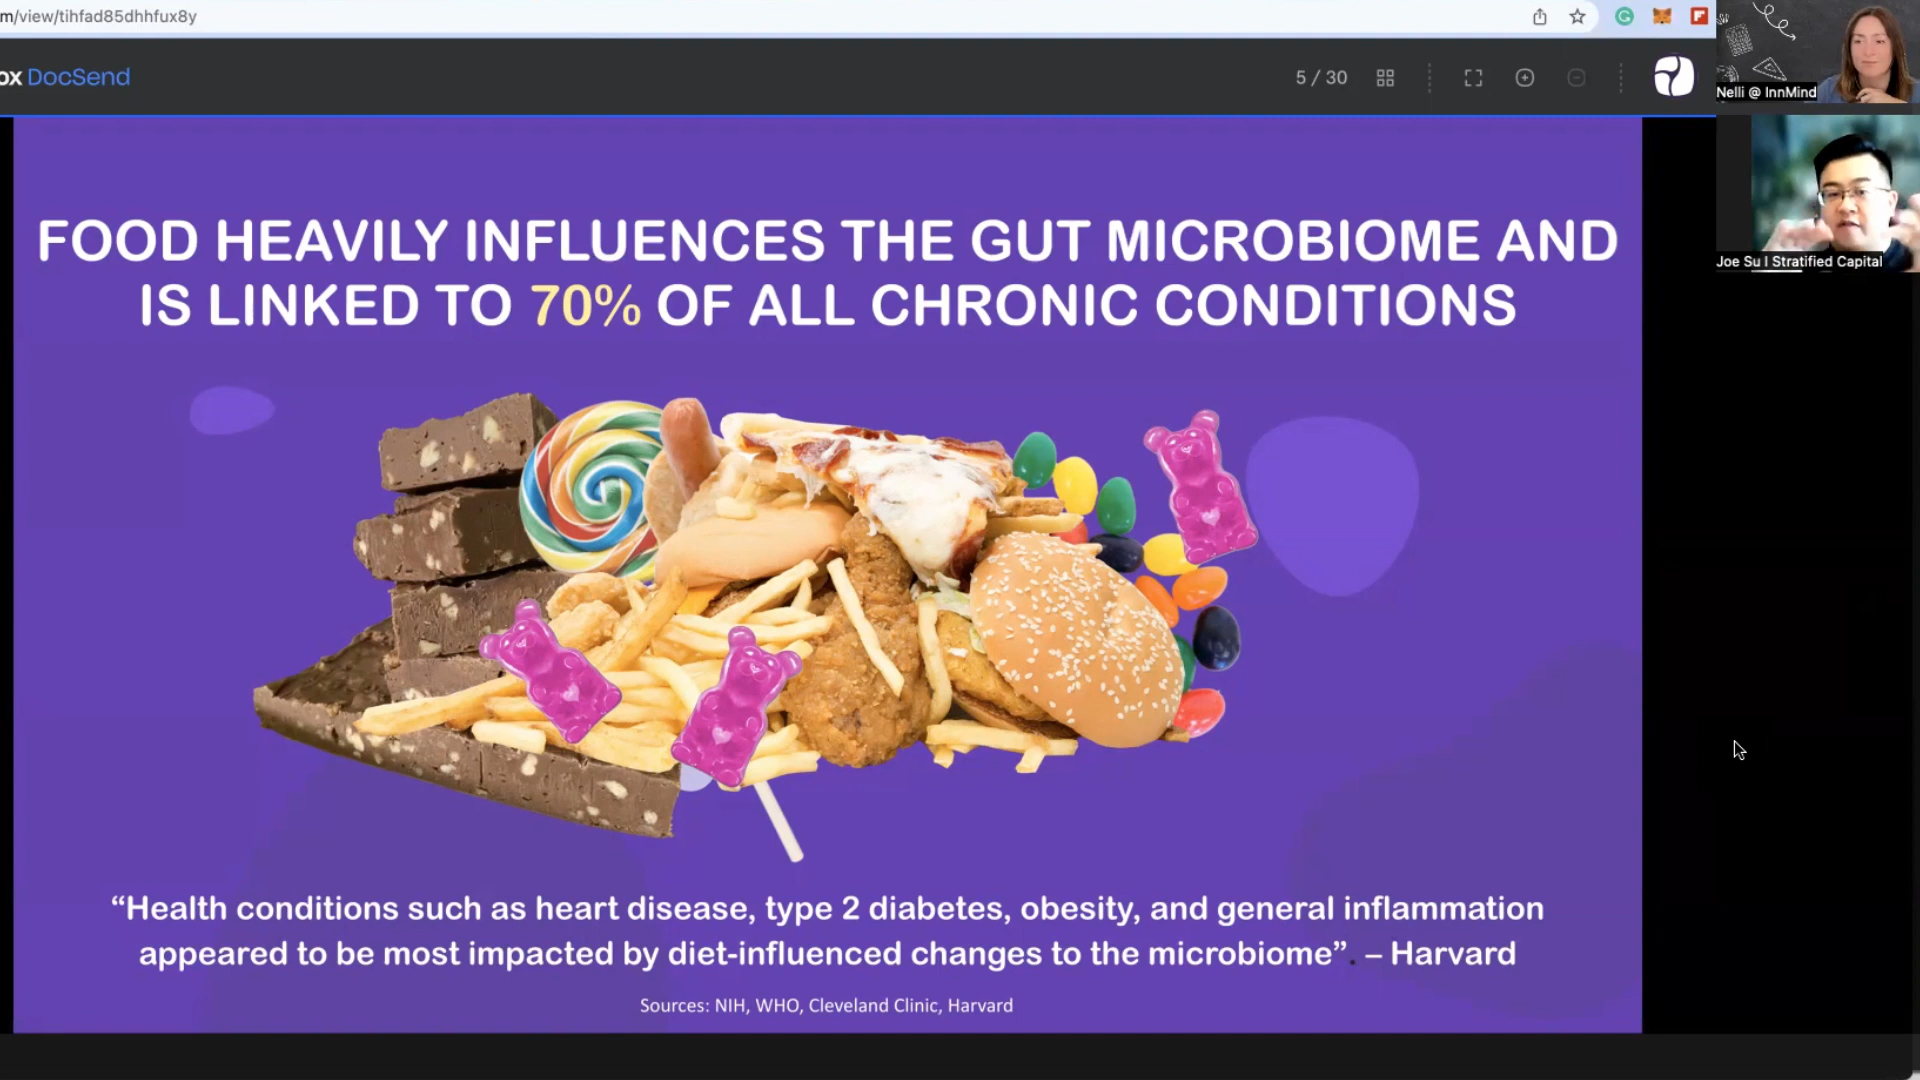 m/view/tihfad85dhhfux8y
ox DocSend
5 / 30
Nelli @ InnMind
Joe Su I Stratified Capital
FOOD HEAVILY INFLUENCES THE GUT MICROBIOME AND
IS LINKED TO 70% OF ALL CHRONIC CONDITIONS
“Health conditions such as heart disease, type 2 diabetes, obesity, and general inflammation
appeared to be most impacted by diet-influenced changes to the microbiome”. – Harvard
Sources: NIH, WHO, Cleveland Clinic, Harvard